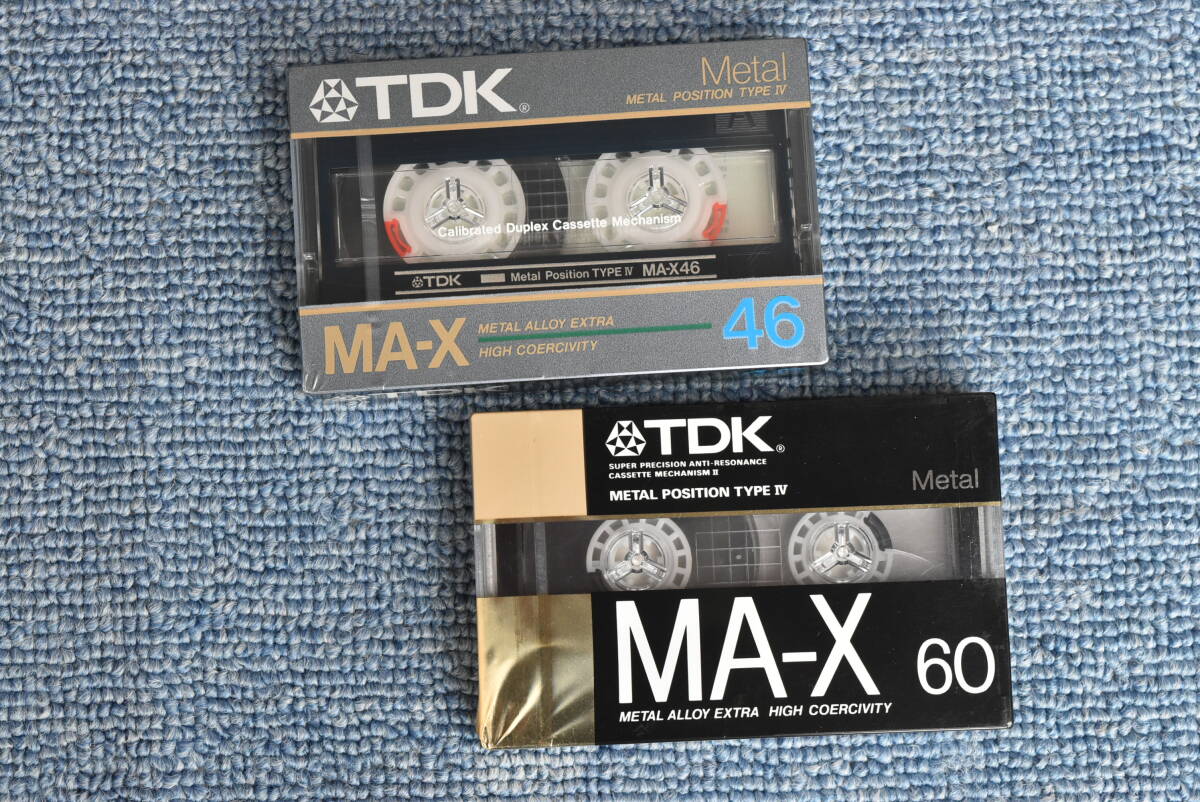 TDK®
Metal
METAL POSITION TYPE IV
A
Calibrated Duplex Cassette Mechanism
TDK Metal Position TYPE IV MA-X46
MA-X
METAL ALLOY EXTRA
HIGH COERCIVITY
46
TDK®
SUPER PRECISION ANTI-RESONANCE
CASSETTE MECHANISM II
METAL POSITION TYPE IV
Metal
MA-X
60
METAL ALLOY EXTRA HIGH COERCIVITY